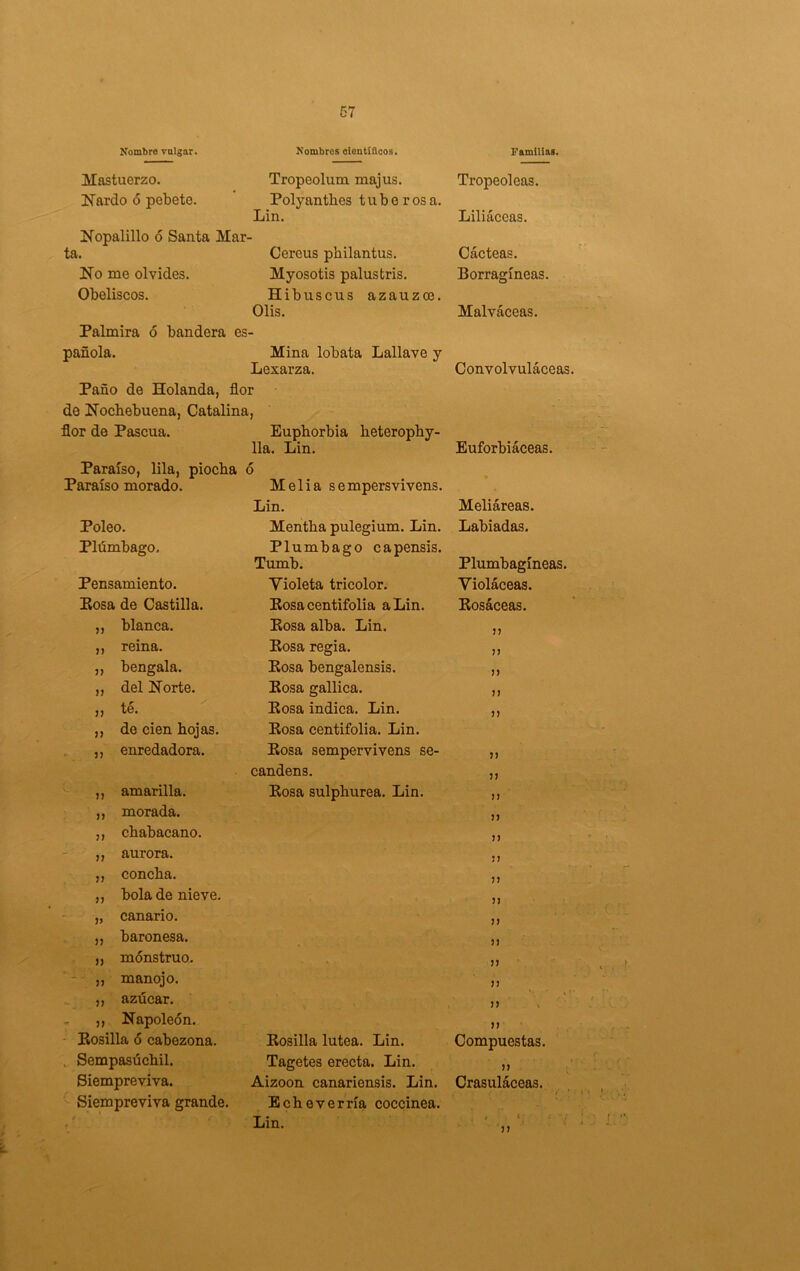 57
Nombre vulgar. Nombres científicos. Familias.
Mastuerzo. Tropeolum majus. Tropeoleas.
Nardo ó pebete. Polyanthes tuberosa.
Lin. Liliáceas.
Nopalillo ó Santa Mar-
ta. Cereus philantus. Cácteas.
No me olvides. Myosotis palustris. Borragíneas.
Obeliscos. Hibuscus azauzœ.
Olis. Malváceas.
Palmira ó bandera es-
pañola. Mina lobata Lallave y
Lexarza. Convolvuláceas.
Paño de Holanda, flor
de Nochebuena, Catalina,
flor de Pascua. Euphorbia heterophy-
lla. Lin. Euforbiáceas.
Paraíso, lila, piocha ó
Paraíso morado. Melia sempersvivens.
Lin. Meliáreas.
Poleo. Mentha pulegium. Lin. Labiadas.
Plúmbago. Plumbago capensis.
Tumb. Plumbagíneas.
Pensamiento. Violeta tricolor. Violáceas.
Rosa de Castilla. Rosa centifolia a Lin. Rosáceas.
„ blanca. Rosa alba. Lin. „
„ reina. Rosa regia. „
„ bengala. Rosa bengalensis. „
„ del Norte. Rosa gallica. „
„ té. Rosa indica. Lin. „
„ de cien hojas. Rosa centifolia. Lin.
„ enredadora. Rosa sempervivens se- „
candens. „
„ amarilla. Rosa sulphurea. Lin. „
„ morada. „
„ chabacano. „
„ aurora. „
„ concha. „
„ bola de nieve. „
„ canario. „
„ baronesa. „
„ mónstruo. „
„ manojo. „
„ azúcar. „
„ Napoleón. „
Rosilla ó cabezona. Rosilla lutea. Lin. Compuestas.
Sempasúchil. Tagetes erecta. Lin. „
Siempreviva. Aizoon canariensis. Lin. Crasuláceas.
Siempreviva grande. Echeverría coccinea.
Lin. „